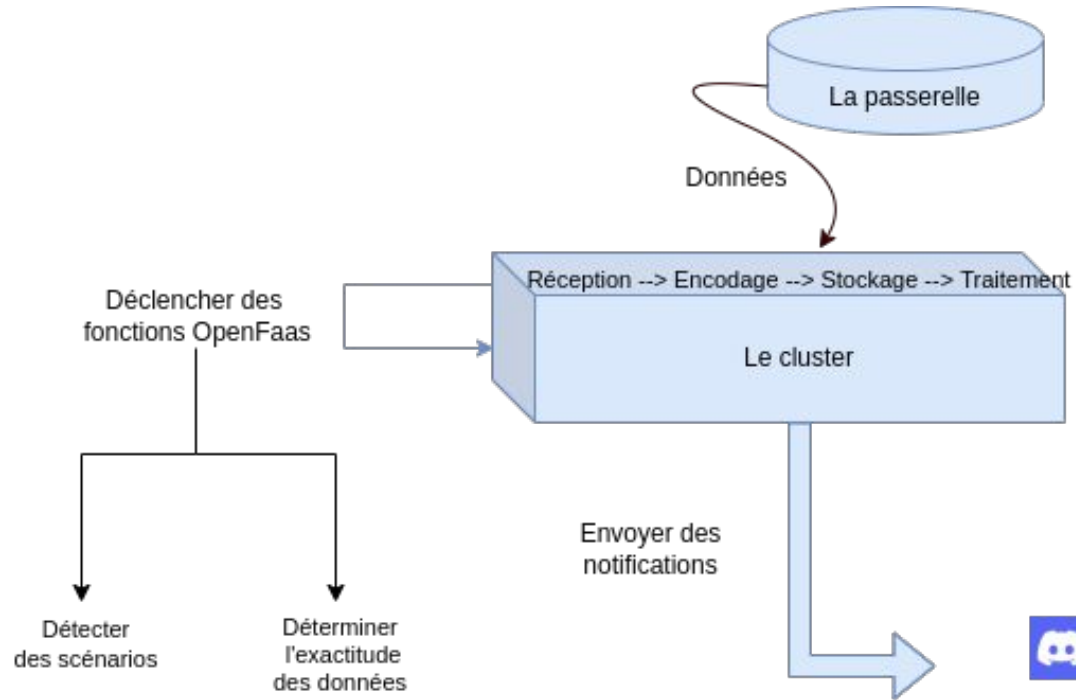 La passerelle
Données
Réception --> Encodage --> Stockage --> Traitement
Déclencher des
fonctions OpenFaas
Le cluster
Envoyer des
notifications
Détecter
des scénarios
Déterminer
l'exactitude
des données